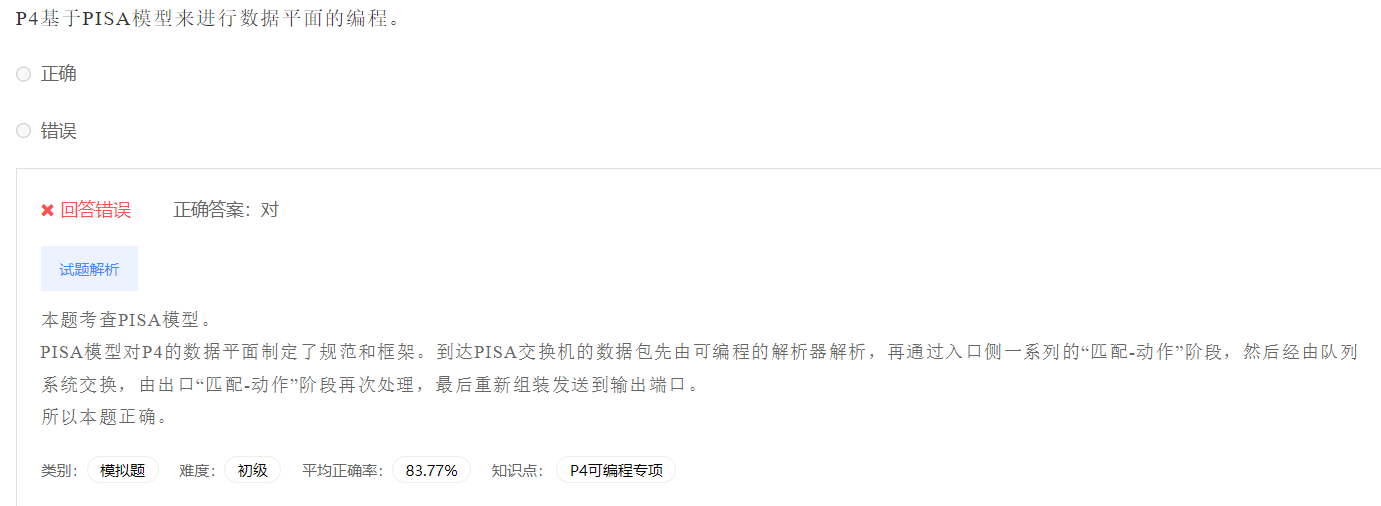 P4基于PISA模型来进行数据平面的编程。
正确
错误
回答错误 正确答案：对
试题解析
本题考查PISA模型。
PISA模型对P4的数据平面制定了规范和框架。到达PISA交换机的数据包先由可编程的解析器解析，再通过入口侧一系列的“匹配-动作”阶段，然后经由队列
系统交换，由出口“匹配-动作”阶段再次处理，最后重新组装发送到输出端口。
所以本题正确。
类别： 模拟题 难度： 初级 平均正确率： 83.77% 知识点： P4可编程专项